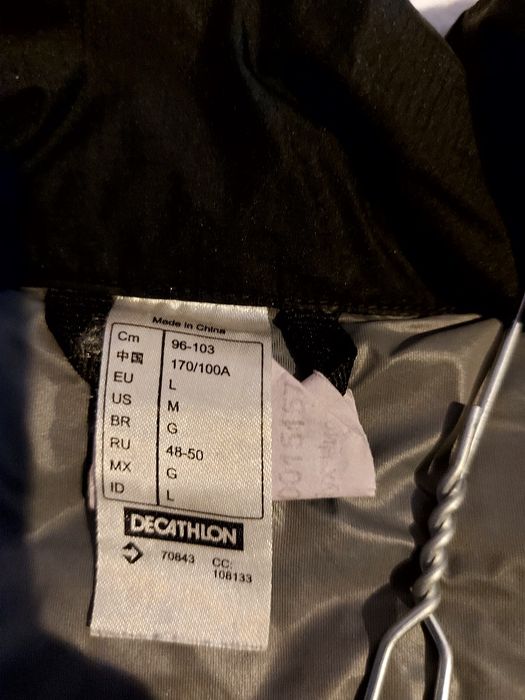 Made in China
Cm 96-103
中国 170/100A
EU L
US M
BR G
RU 48-50
MX G
ID L
DECATHLON
70843 CC:
108133